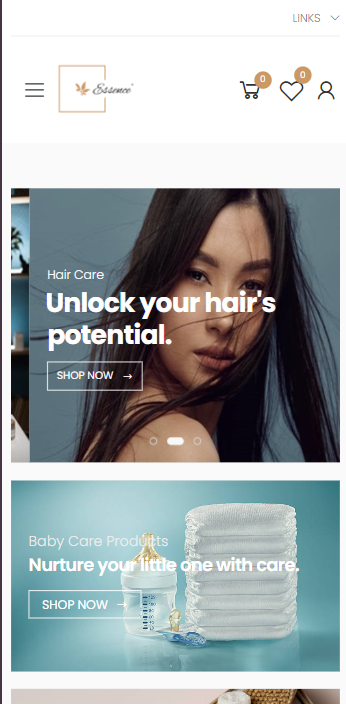 LINKS
Essence
0
0
Hair Care
Unlock your hair's
potential.
SHOP NOW →
Baby Care Products
Nurture your little one with care.
SHOP NOW →